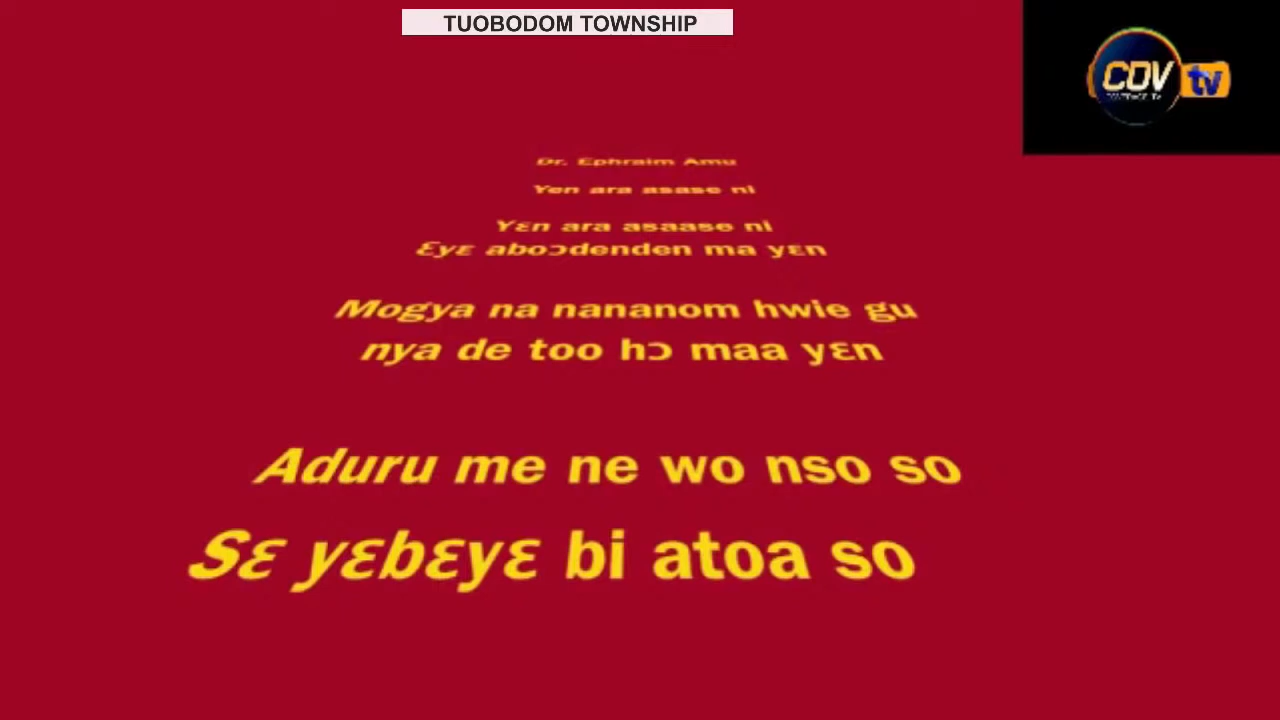 TUOBODOM TOWNSHIP
CDV tv
Dr. Ephraim Amu
Yen ara asase ni
Yɛn ara asaase ni
Ɛyɛ aboɔdenden ma yɛn
Mogya na nananom hwie gu
nya de too hɔ maa yɛn
Aduru me ne wo nso so
Sɛ yɛbɛyɛ bi atoa so